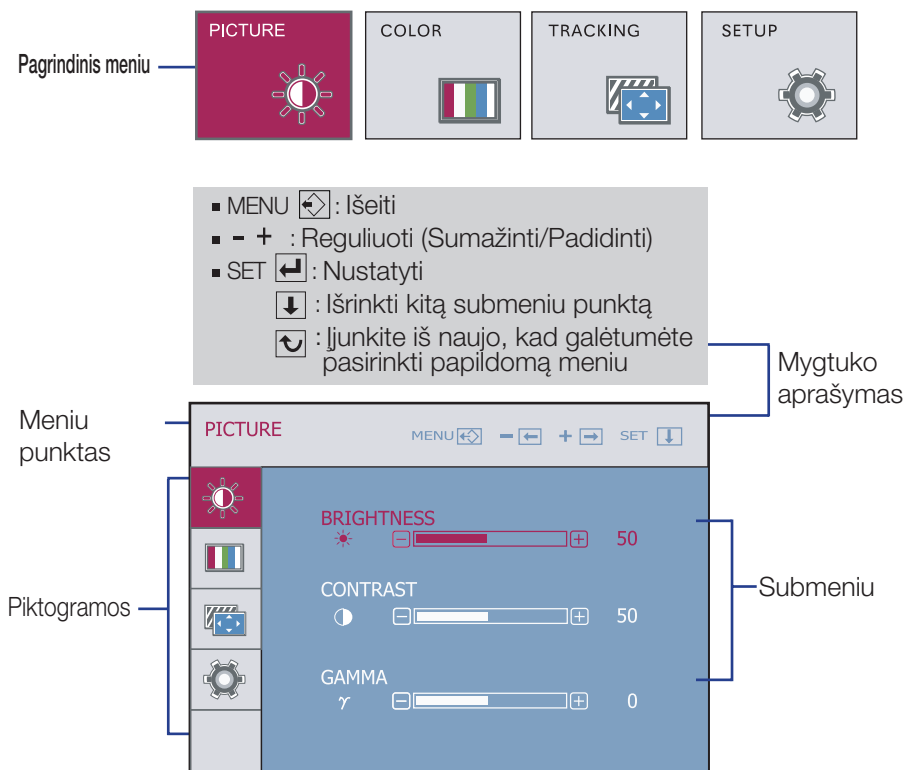 PICTURE
COLOR
TRACKING
SETUP
Pagrindinis meniu
▪ MENU : Išeiti
▪ - + : Reguliuoti (Sumažinti/Padidinti)
▪ SET : Nustatyti
: Išrinkti kitą submeniu punktą
: Įjunkite iš naujo, kad galėtumėte
pasirinkti papildomą meniu
Mygtuko
aprašymas
Meniu
punktas
PICTURE
MENU - + SET
BRIGHTNESS
50
CONTRAST
50
Submeniu
Piktogramos
GAMMA
γ 0